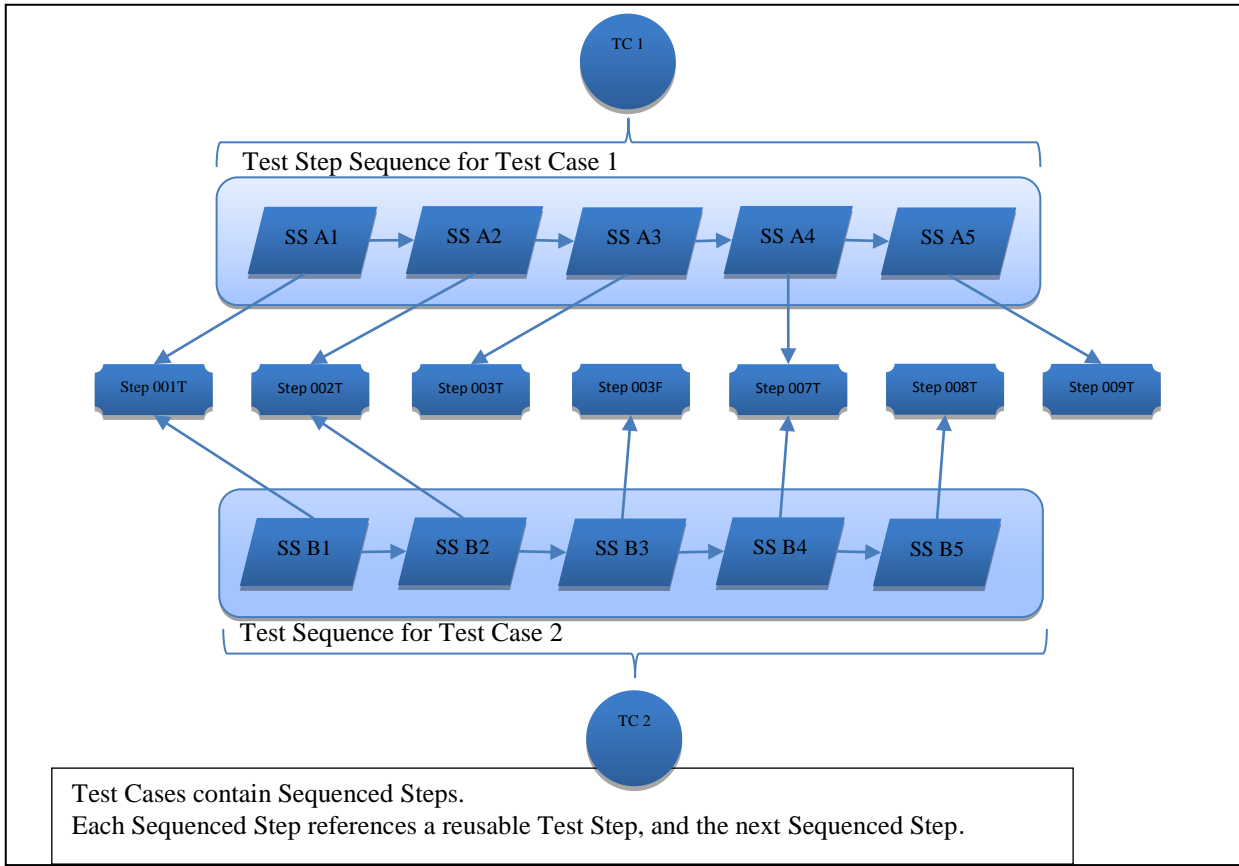 TC 1
Test Step Sequence for Test Case 1
SS A1
SS A2
SS A3
SS A4
SS A5
Step 001T
Step 002T
Step 003T
Step 003F
Step 007T
Step 008T
Step 009T
SS B1
SS B2
SS B3
SS B4
SS B5
Test Sequence for Test Case 2
TC 2
Test Cases contain Sequenced Steps.
Each Sequenced Step references a reusable Test Step, and the next Sequenced Step.